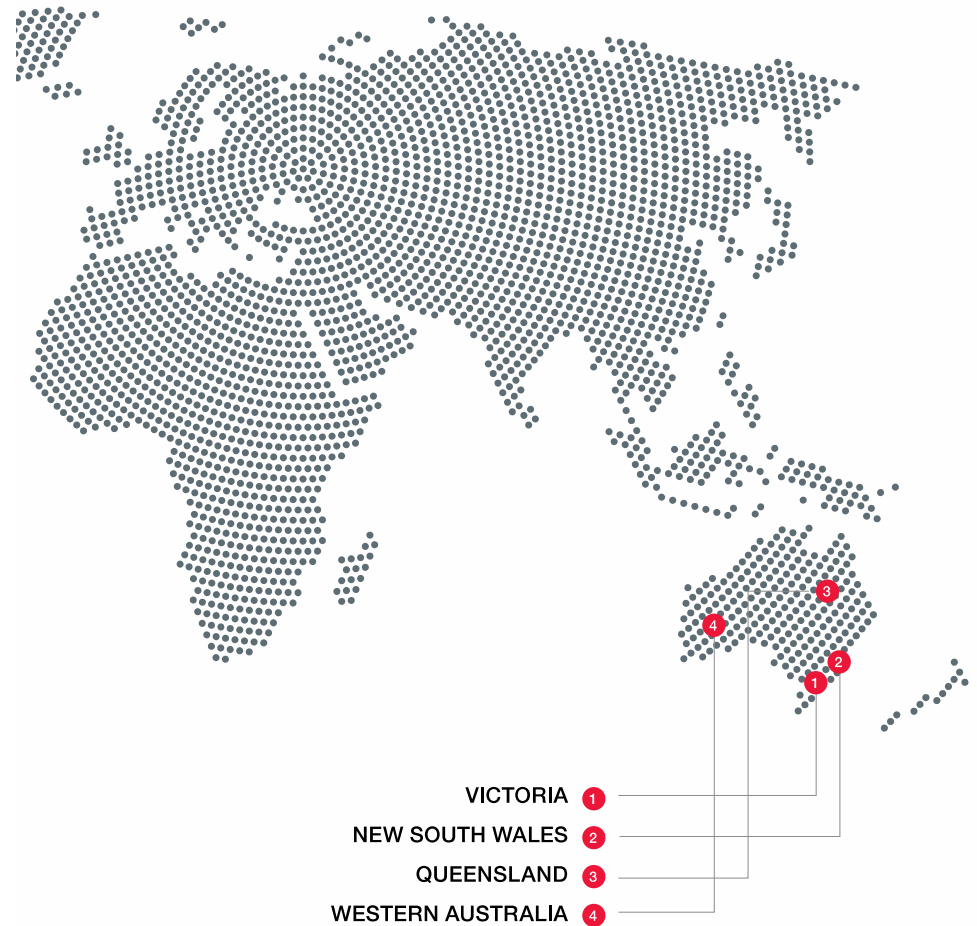 3
4
2
1
VICTORIA 1
NEW SOUTH WALES 2
QUEENSLAND 3
WESTERN AUSTRALIA 4